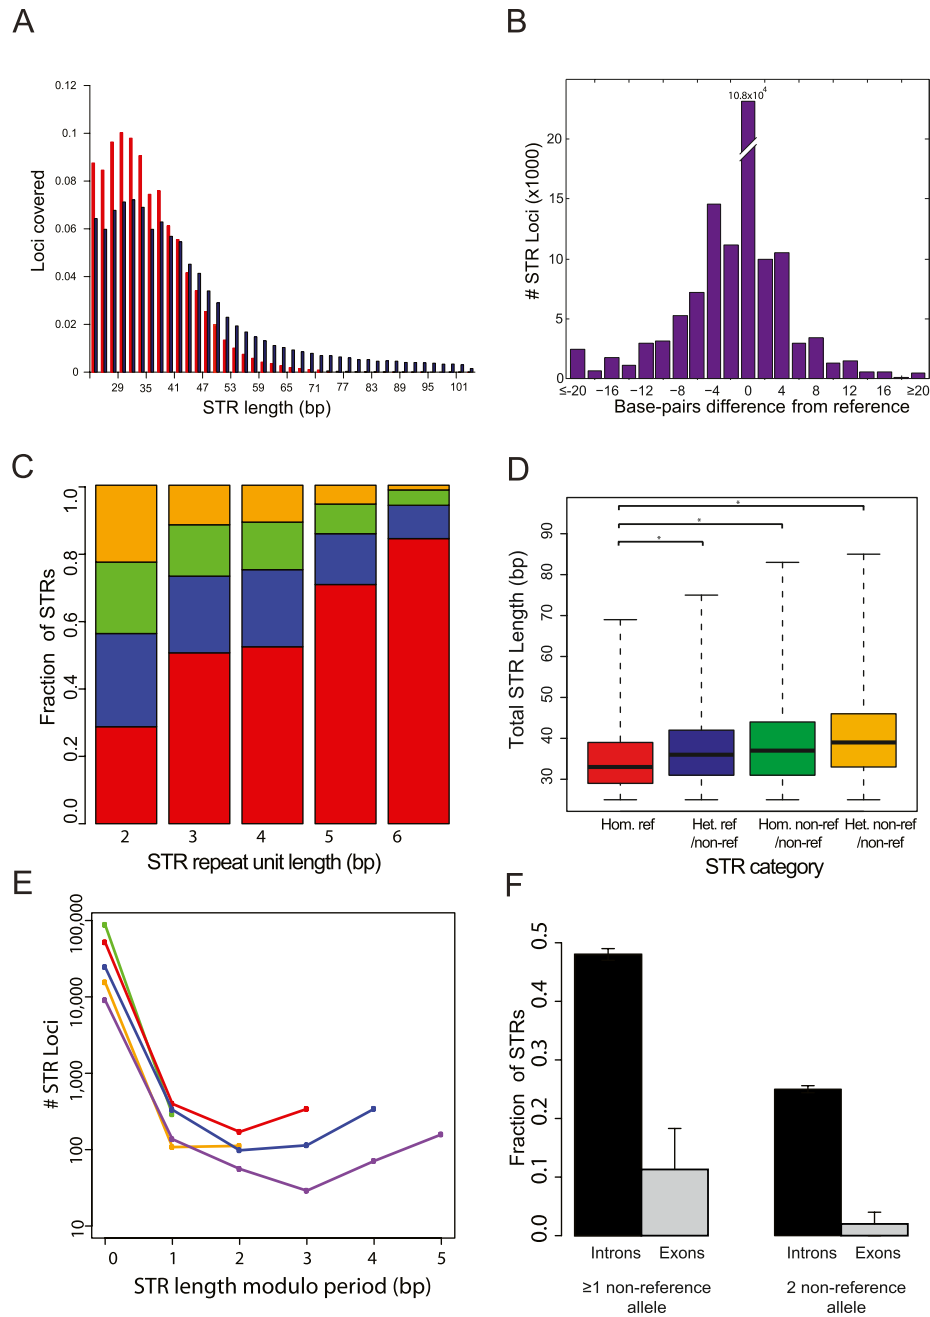 A
0.12
0.1
0.08
0.06
0.04
0.02
0
Loci covered
29 35 41 47 53 59 65 71 77 83 89 95 101
STR length (bp)
B
10.8x10⁴
20
15
10
5
0
# STR Loci (x1000)
≤-20 −16 −12 −8 −4 0 4 8 12 16 ≥20
Base-pairs difference from reference
C
1.0
0.8
0.6
0.4
0.2
0.0
Fraction of STRs
2 3 4 5 6
STR repeat unit length (bp)
D
90
80
70
60
50
40
30
Total STR Length (bp)
*
*
*
Hom. ref
Het. ref
/non-ref
Hom. non-ref
/non-ref
Het. non-ref
/non-ref
STR category
E
100,000
10,000
1,000
100
10
# STR Loci
0 1 2 3 4 5
STR length modulo period (bp)
F
0.5
0.4
0.3
0.2
0.1
0.0
Fraction of STRs
Introns Exons Introns Exons
≥1 non-reference
allele
2 non-reference
allele